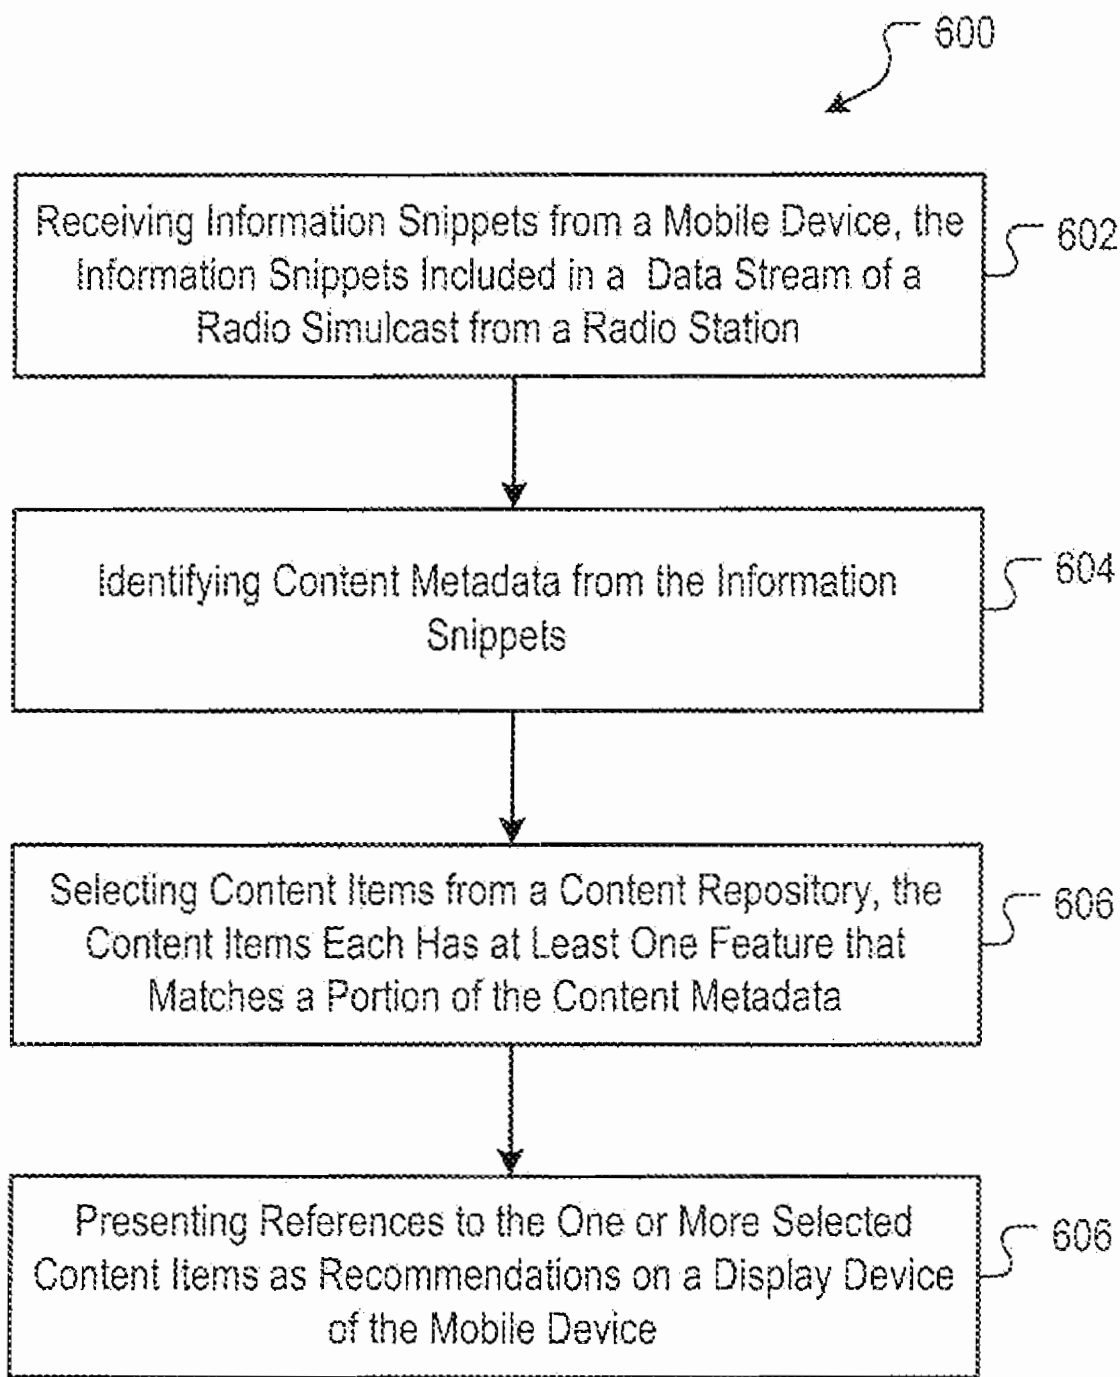 600
Receiving Information Snippets from a Mobile Device, the
Information Snippets Included in a Data Stream of a
Radio Simulcast from a Radio Station
602
Identifying Content Metadata from the Information
Snippets
604
Selecting Content Items from a Content Repository, the
Content Items Each Has at Least One Feature that
Matches a Portion of the Content Metadata
606
Presenting References to the One or More Selected
Content Items as Recommendations on a Display Device
of the Mobile Device
606